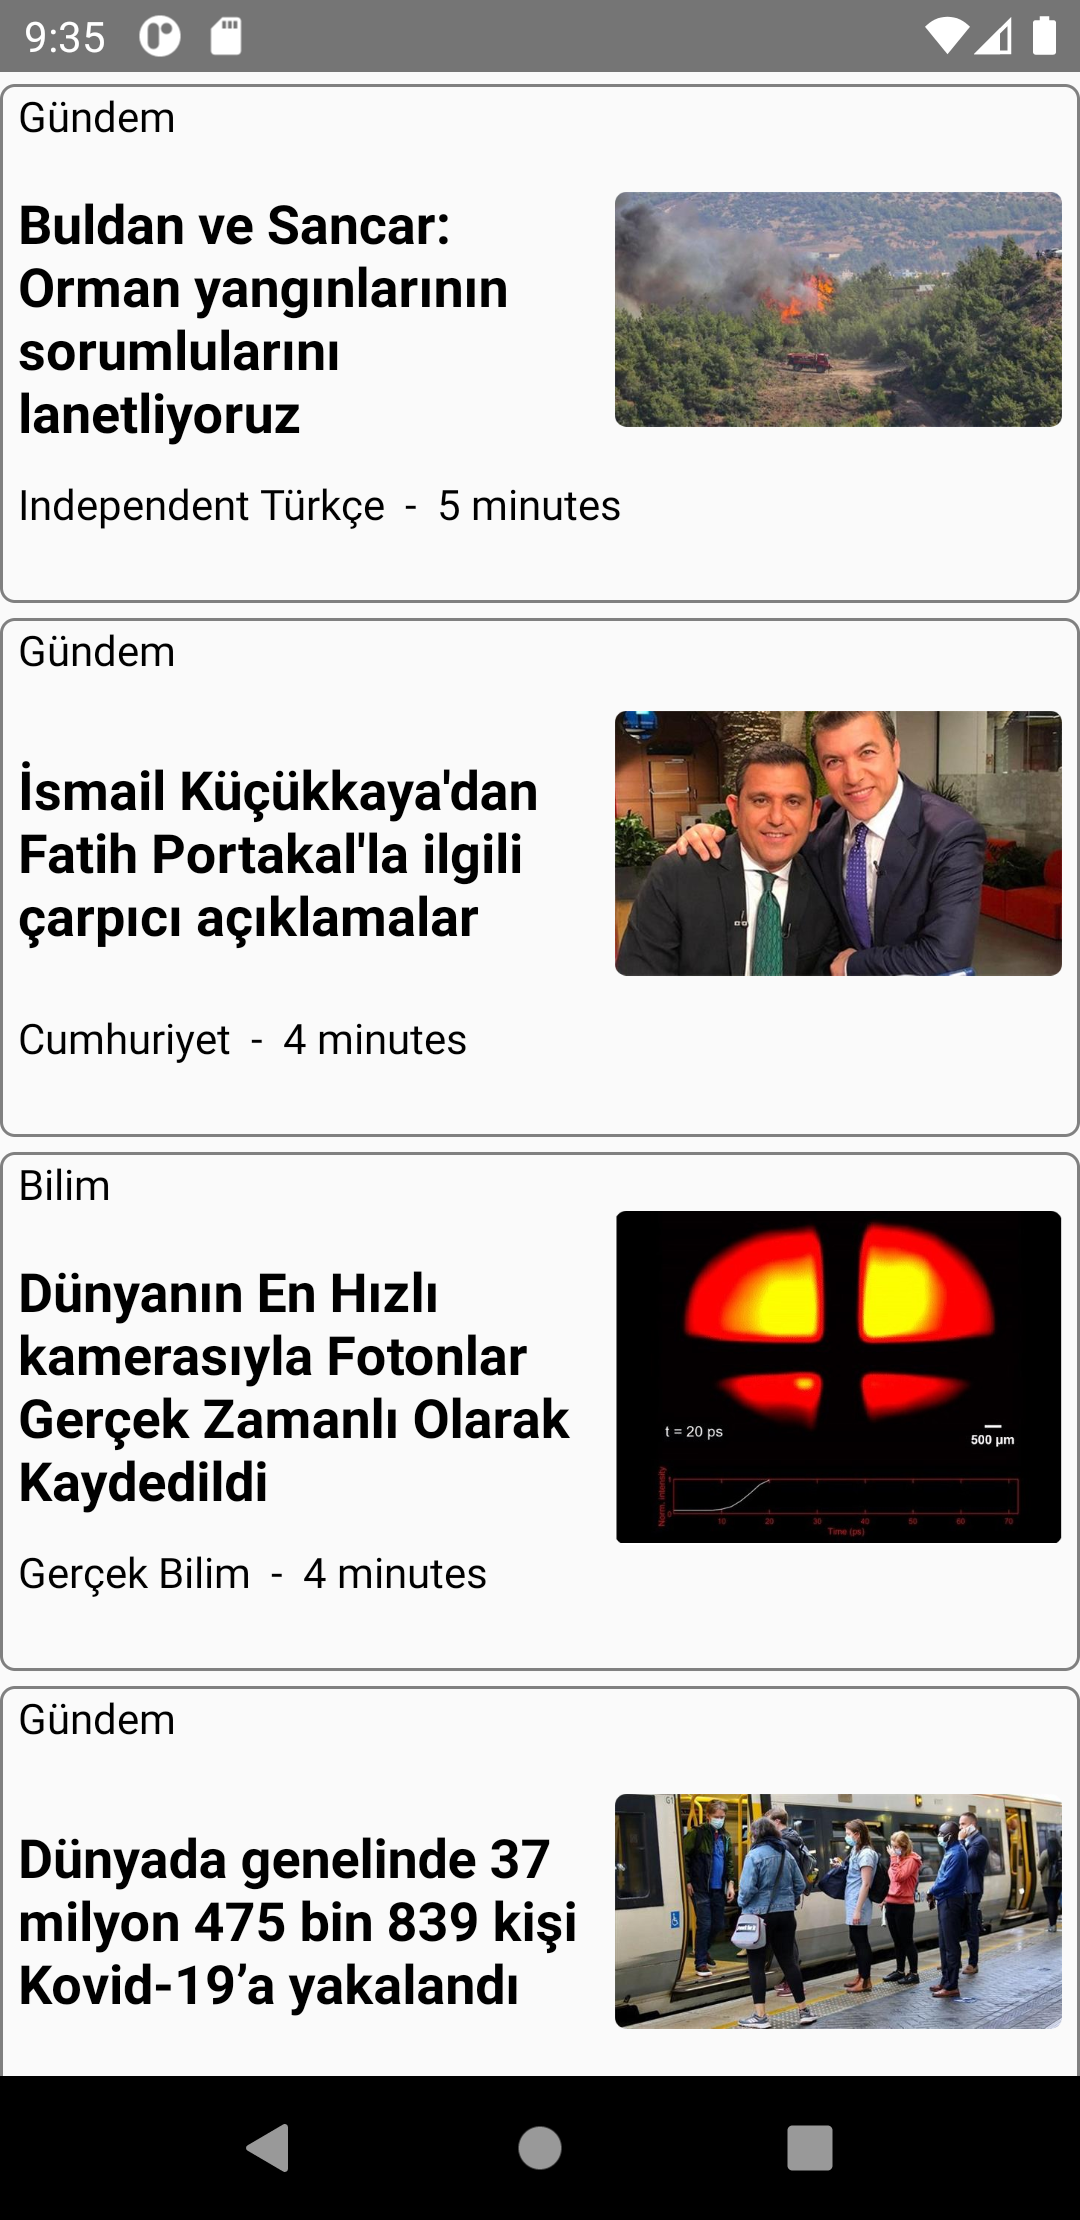 9:35
Gündem
Buldan ve Sancar:
Orman yangınlarının
sorumlularını
lanetliyoruz
Independent Türkçe - 5 minutes
Gündem
İsmail Küçükkaya'dan
Fatih Portakal'la ilgili
çarpıcı açıklamalar
Cumhuriyet - 4 minutes
Bilim
Dünyanın En Hızlı
kamerasıyla Fotonlar
Gerçek Zamanlı Olarak
Kaydedildi
t = 20 ps
500 μm
Norm. intensity
1
0
10 20 30 40 50 60 70
Time (ps)
Gerçek Bilim - 4 minutes
Gündem
Dünyada genelinde 37
milyon 475 bin 839 kişi
Kovid-19’a yakalandı